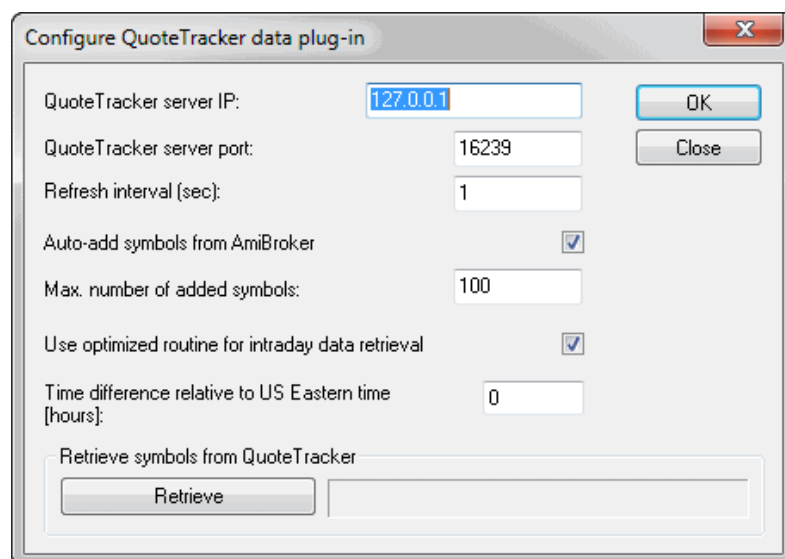 Configure QuoteTracker data plug-in
QuoteTracker server IP: 127.0.0.1 OK
QuoteTracker server port: 16239 Close
Refresh interval (sec): 1
Auto-add symbols from AmiBroker
Max. number of added symbols: 100
Use optimized routine for intraday data retrieval
Time difference relative to US Eastern time 0
[hours]:
Retrieve symbols from QuoteTracker
Retrieve